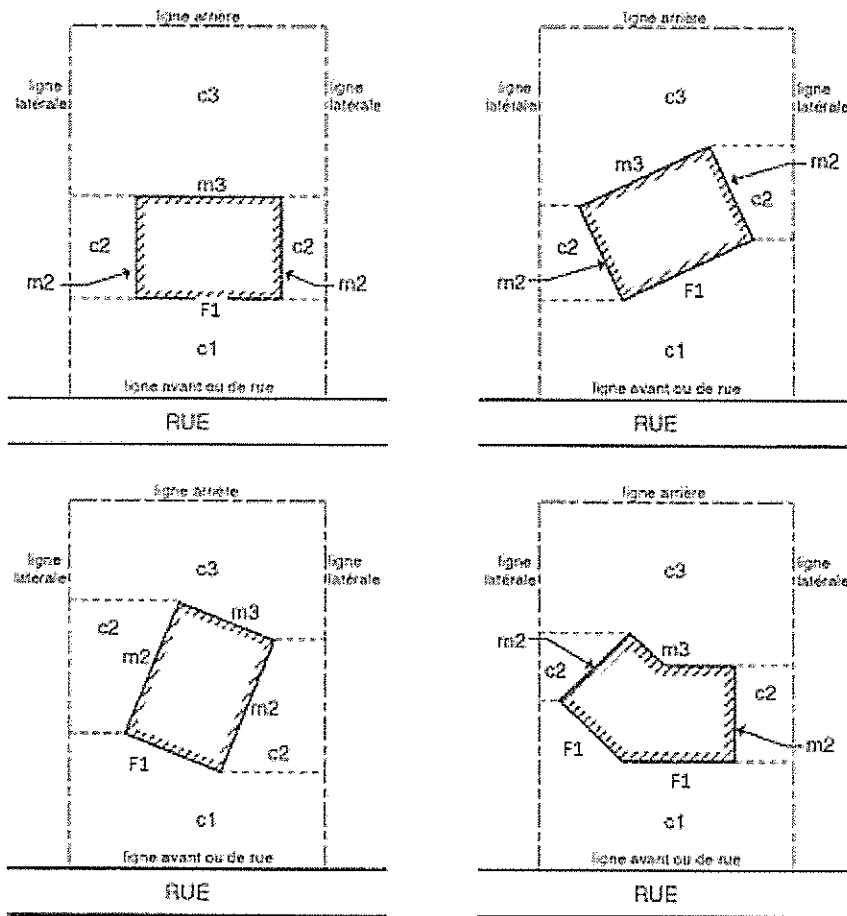 ligne arrière
ligne latérale
ligne latérale
c3
m3
c2
c2
m2
m2
F1
c1
ligne avant ou de rue
RUE
ligne arrière
ligne latérale
ligne latérale
c3
m3
m2
c2
c2
m2
F1
c1
ligne avant ou de rue
RUE
ligne arrière
ligne latérale
ligne latérale
c3
m3
c2
m2
m2
F1
c2
c1
ligne avant ou de rue
RUE
ligne arrière
ligne latérale
ligne latérale
c3
m2
m3
c2
c2
F1
m2
F1
c1
ligne avant ou de rue
RUE